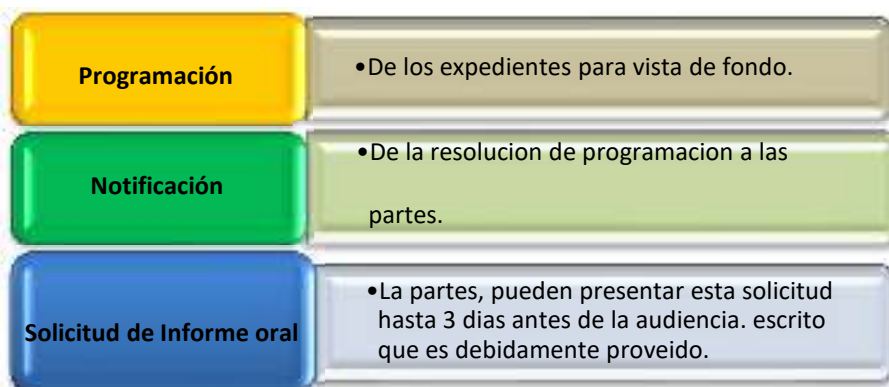 Programación
•De los expedientes para vista de fondo.
Notificación
•De la resolucion de programacion a las
partes.
Solicitud de Informe oral
•La partes, pueden presentar esta solicitud
hasta 3 dias antes de la audiencia. escrito
que es debidamente proveido.